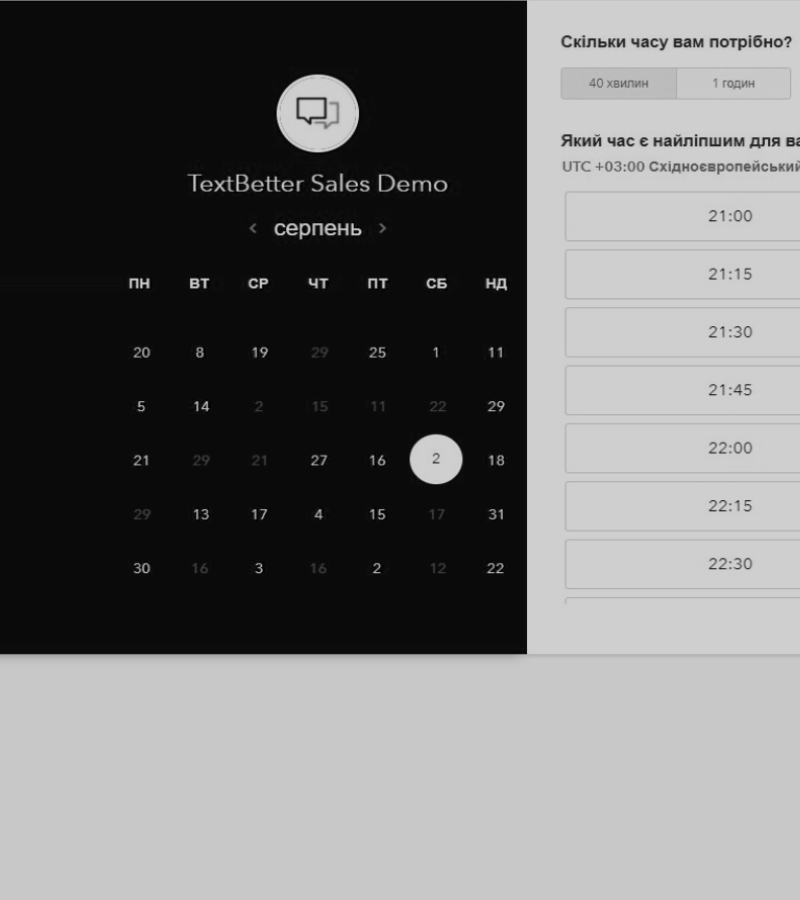 TextBetter Sales Demo
< серпень >
ПН ВТ СР ЧТ ПТ СБ НД
20 8 19 29 25 1 11
5 14 2 15 11 22 29
21 29 21 27 16 2 18
29 13 17 4 15 17 31
30 16 3 16 2 12 22
Скільки часу вам потрібно?
40 хвилин 1 годин
Який час є найліпшим для
UTC +03:00 Східноєвропейський
21:00
21:15
21:30
21:45
22:00
22:15
22:30